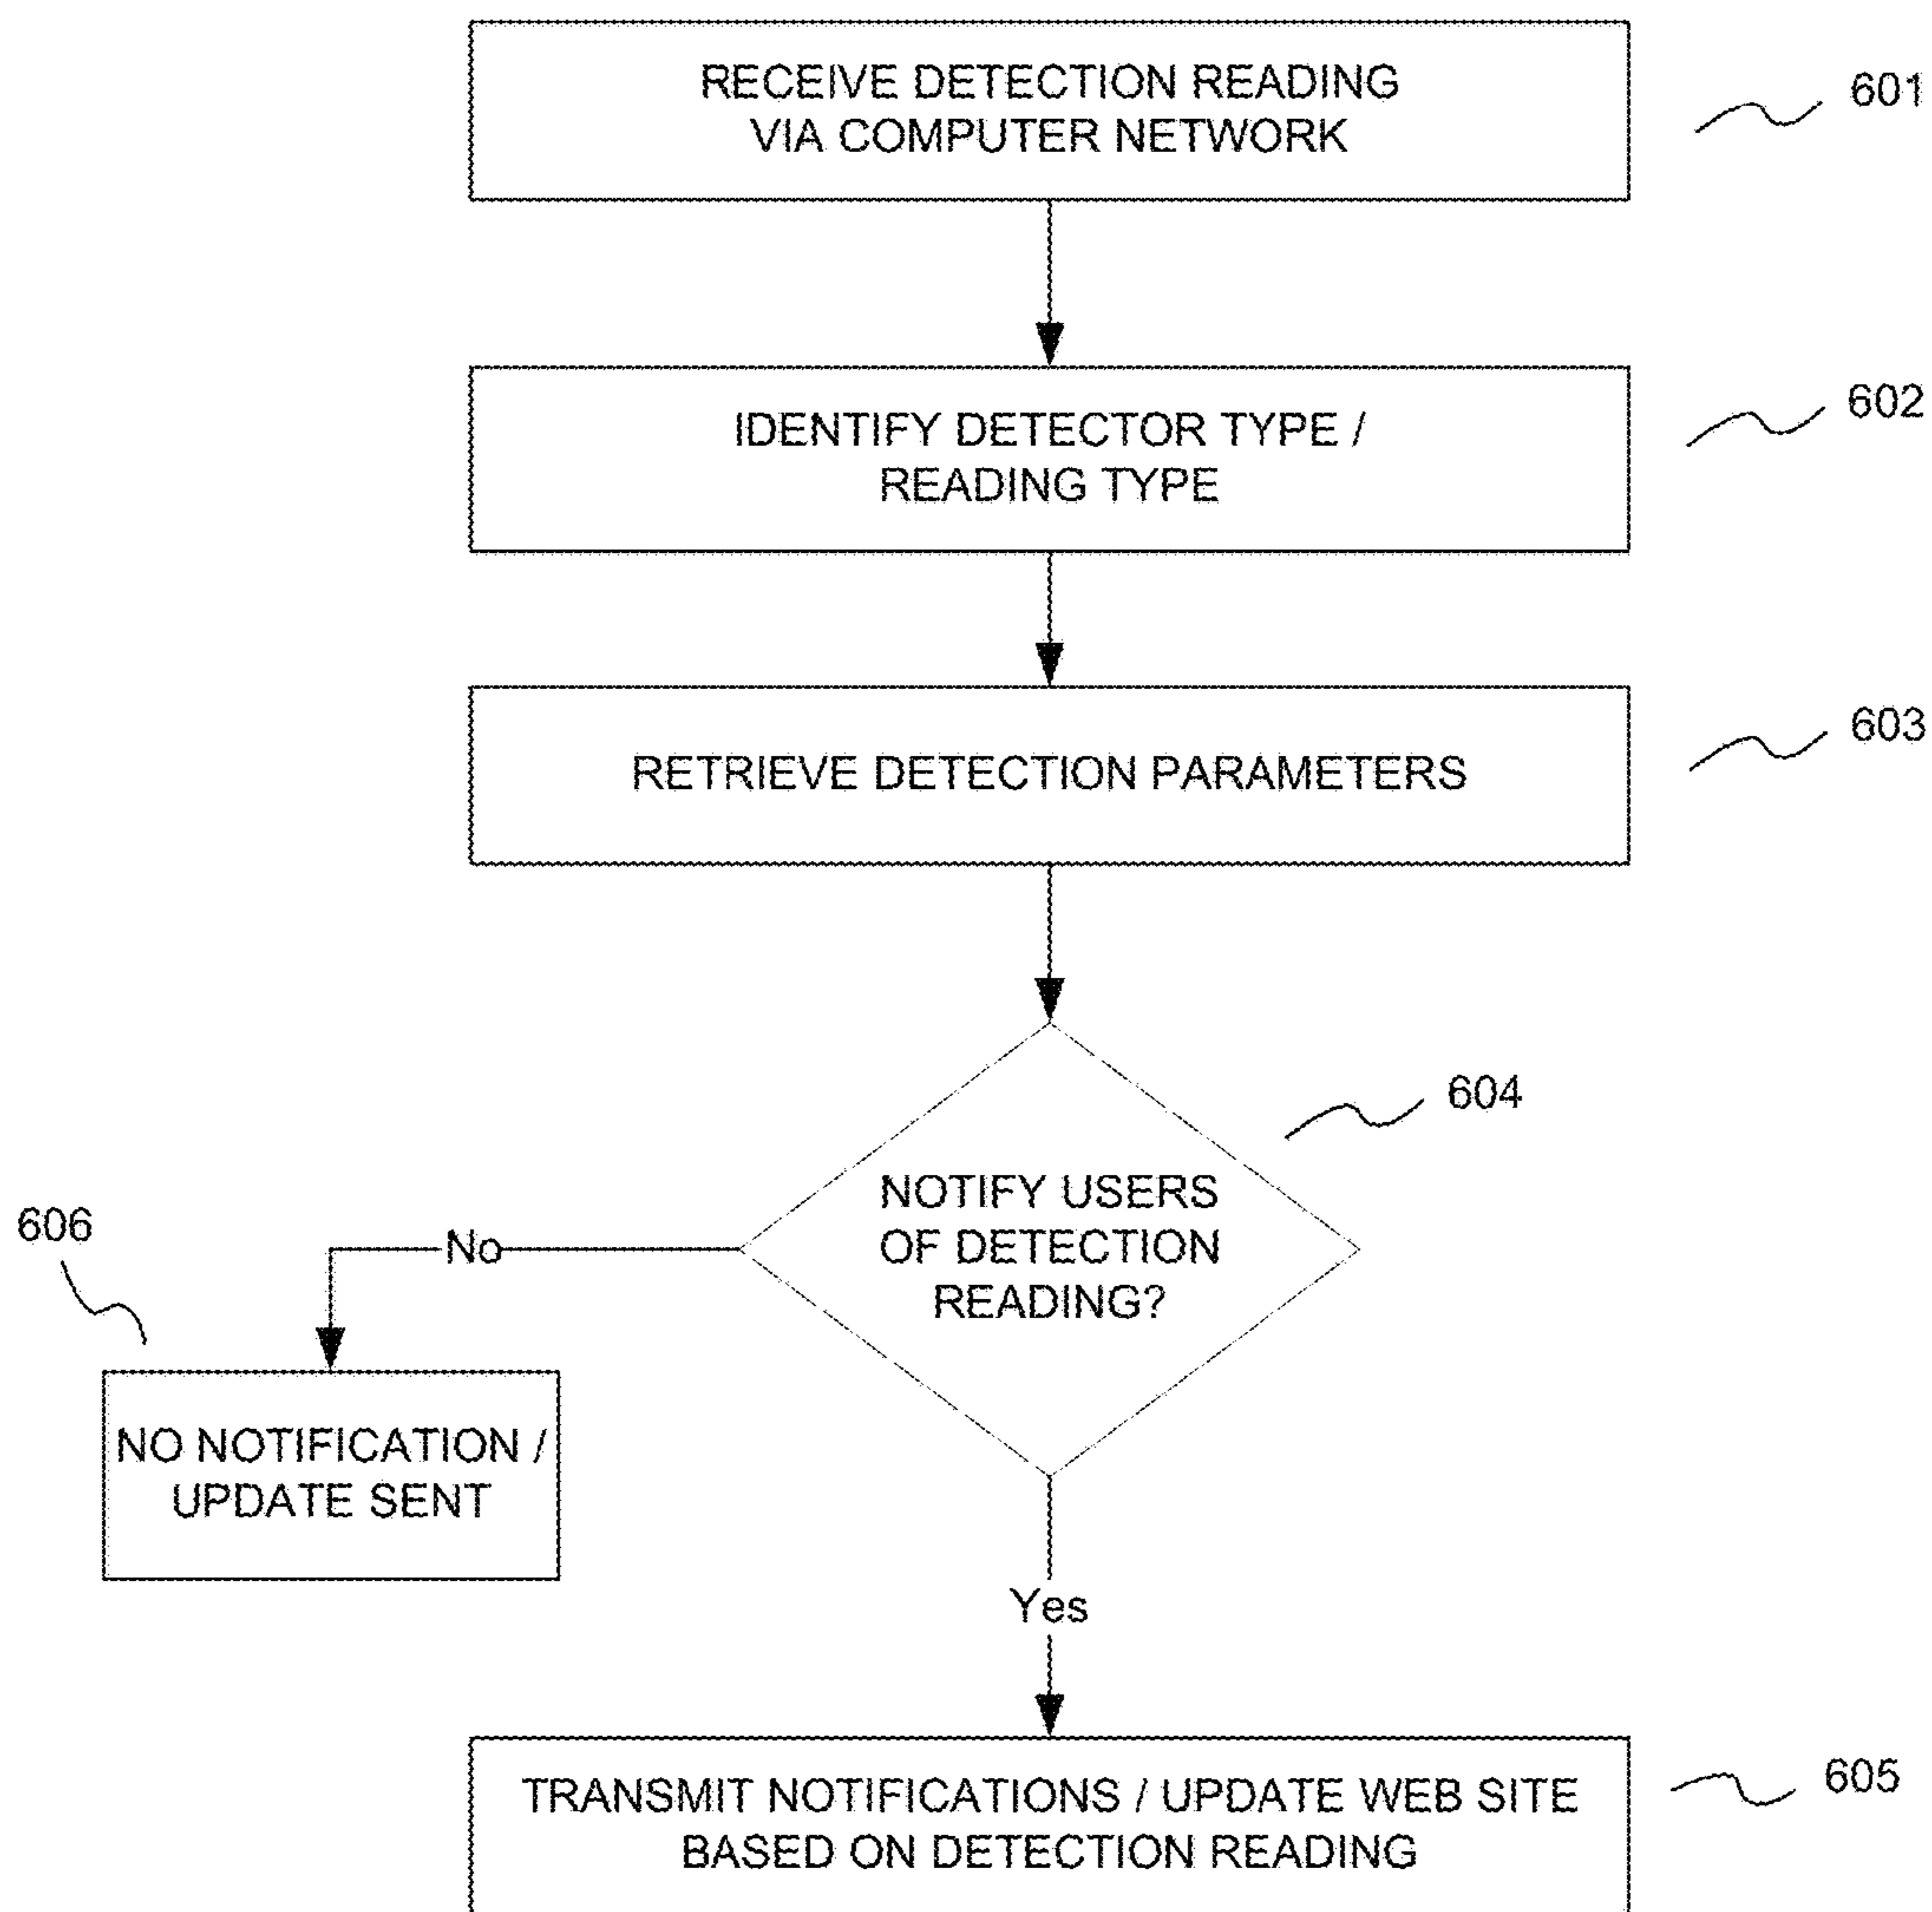 RECEIVE DETECTION READING
VIA COMPUTER NETWORK
601
IDENTIFY DETECTOR TYPE /
READING TYPE
602
RETRIEVE DETECTION PARAMETERS
603
604
NOTIFY USERS
OF DETECTION
READING?
No
606
NO NOTIFICATION /
UPDATE SENT
Yes
TRANSMIT NOTIFICATIONS / UPDATE WEB SITE
BASED ON DETECTION READING
605